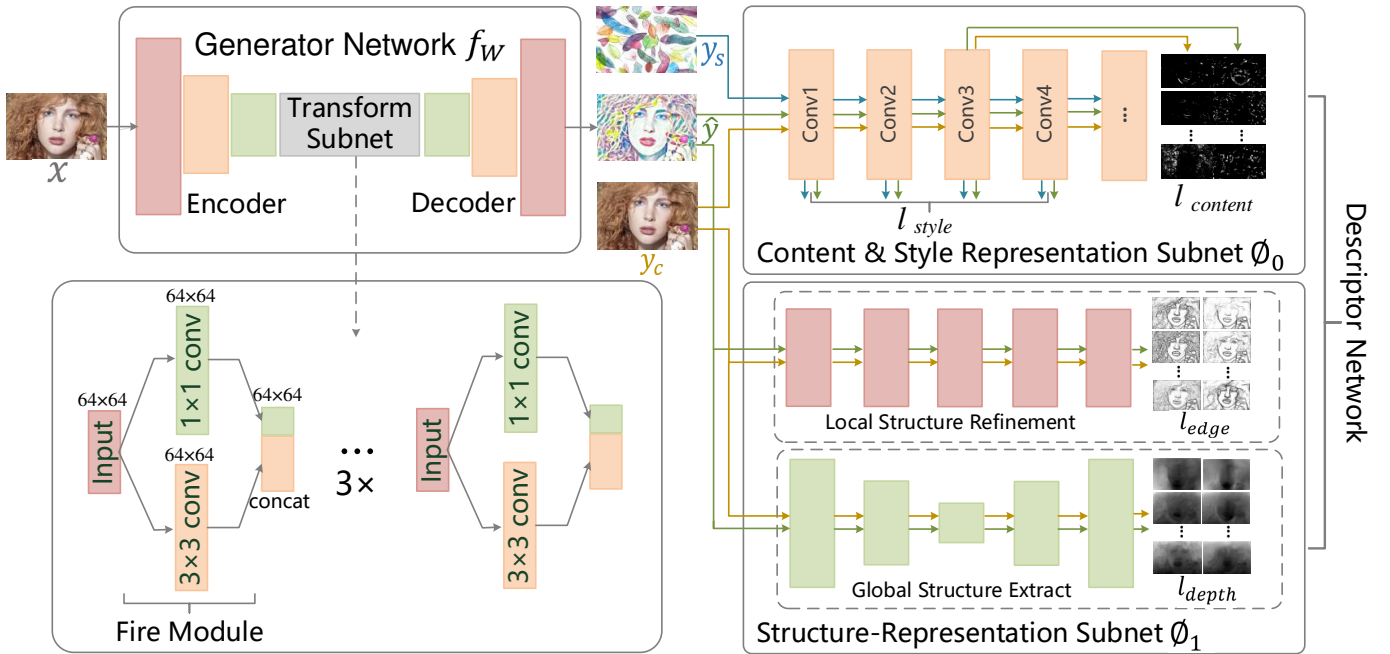 Generator Network f_W
x
Encoder
Transform
Subnet
Decoder
y_s
ŷ
y_c
Conv1
Conv2
Conv3
Conv4
...
l_style
l_content
Content & Style Representation Subnet ∅_0
64×64
Input
64×64
1×1 conv
64×64
3×3 conv
64×64
concat
Fire Module
...
3×
Input
1×1 conv
3×3 conv
Local Structure Refinement
l_edge
Global Structure Extract
l_depth
Structure-Representation Subnet ∅_1
Descriptor Network